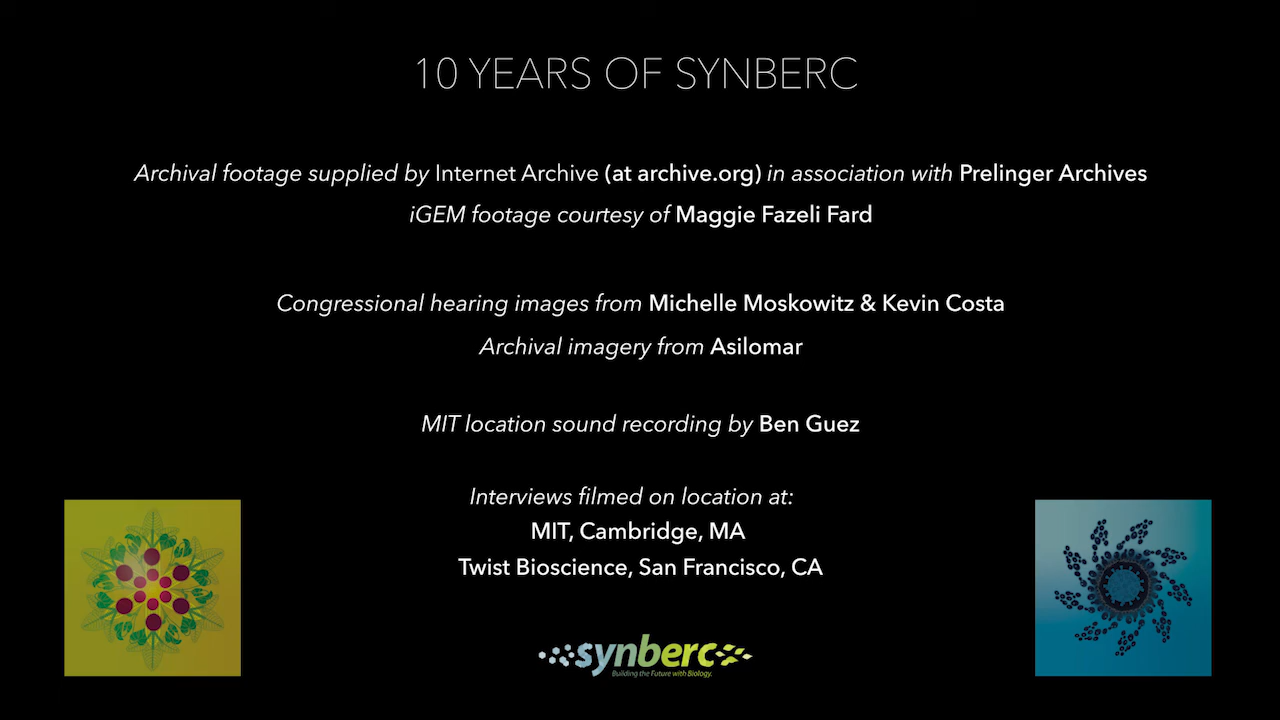 10 YEARS OF SYNBERC
Archival footage supplied by Internet Archive (at archive.org) in association with Prelinger Archives
iGEM footage courtesy of Maggie Fazeli Fard
Congressional hearing images from Michelle Moskowitz & Kevin Costa
Archival imagery from Asilomar
MIT location sound recording by Ben Guez
Interviews filmed on location at:
MIT, Cambridge, MA
Twist Bioscience, San Francisco, CA
synberc
Building the Future with Biology.